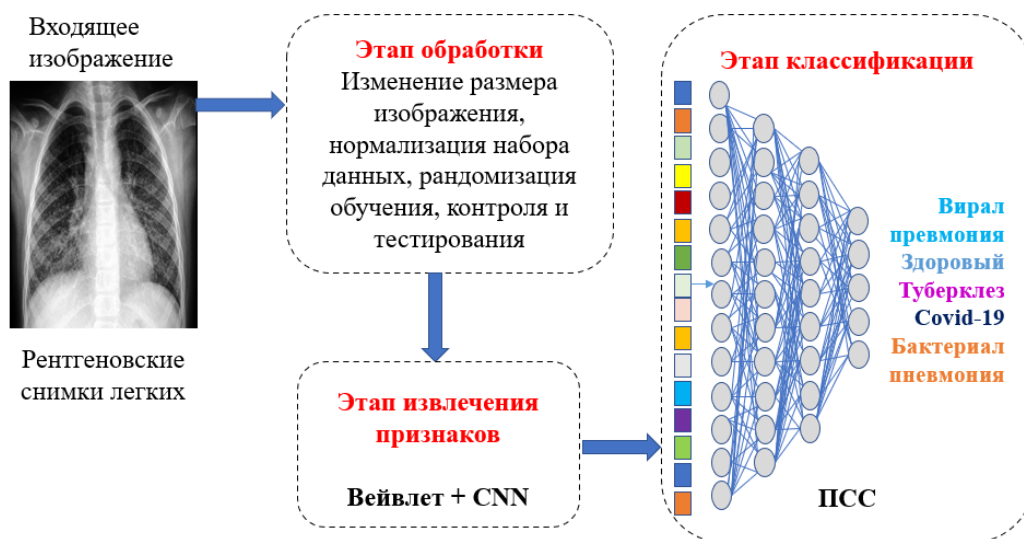 Входящее
изображение
Рентгеновские
снимки легких
Этап обработки
Изменение размера
изображения,
нормализация набора
данных, рандомизация
обучения, контроля и
тестирования
Этап извлечения
признаков
Вейвлет + CNN
Этап классификации
Вирал
превмония
Здоровый
Туберклез
Covid-19
Бактериал
пневмония
ПСС